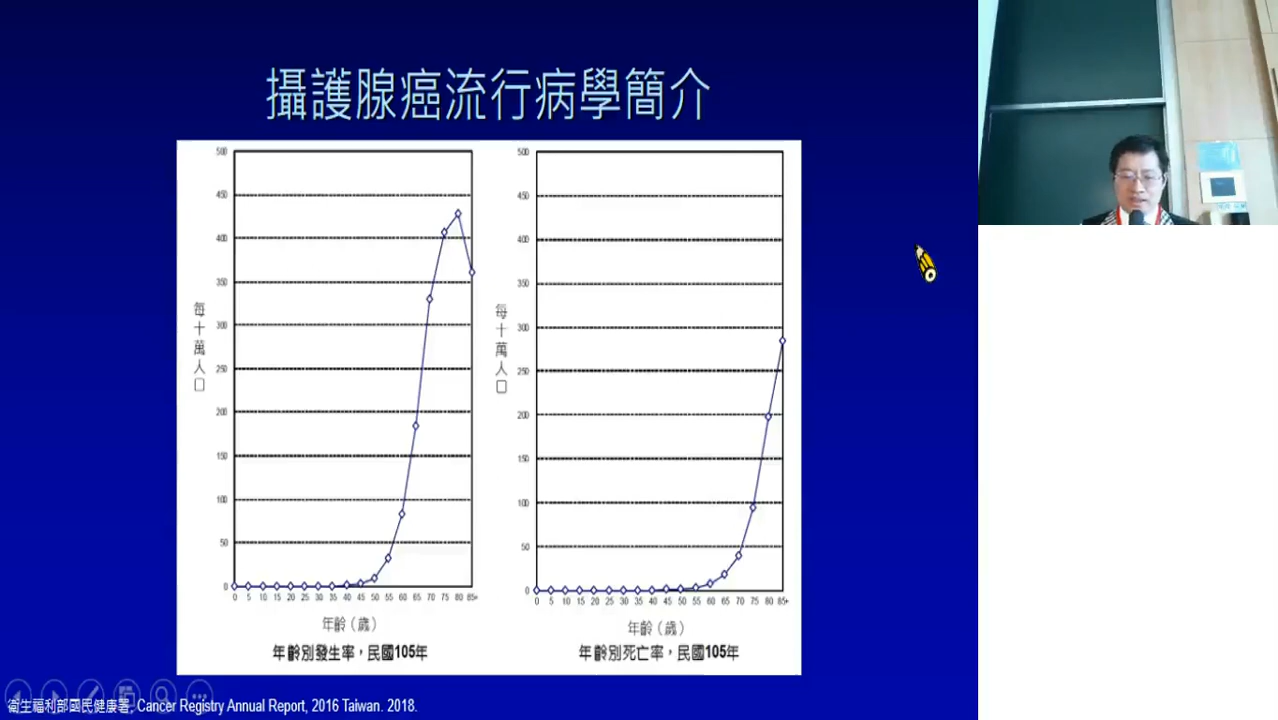 攝護腺癌流行病學簡介
500
450
400
350
300
250
200
150
100
50
0
每十萬人口
0 5 10 15 20 25 30 35 40 45 50 55 60 65 70 75 80 85+
年齡（歲）
年齡別發生率，民國105年
500
450
400
350
300
250
200
150
100
50
0
每十萬人口
0 5 10 15 20 25 30 35 40 45 50 55 60 65 70 75 80 85+
年齡（歲）
年齡別死亡率，民國105年
衛生福利部國民健康署, Cancer Registry Annual Report, 2016 Taiwan. 2018.